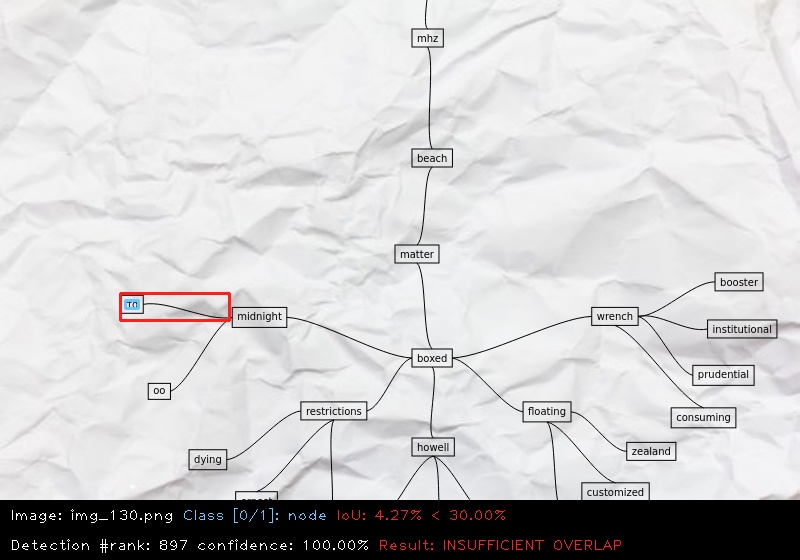 mhz
beach
matter
booster
midnight
wrench
institutional
boxed
prudential
oo
restrictions
floating
consuming
howell
zealand
dying
customized
Image: img_130.png Class [0/1]: node IoU: 4.27% < 30.00%
Detection #rank: 897 confidence: 100.00% Result: INSUFFICIENT OVERLAP